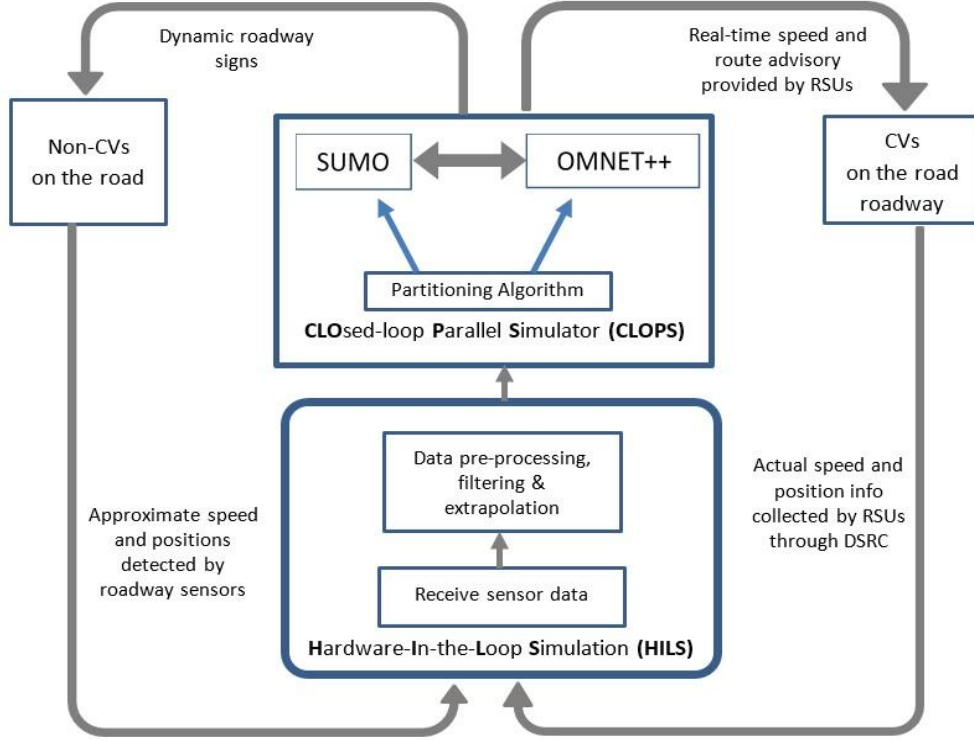 Dynamic roadway
signs
Real-time speed and
route advisory
provided by RSUs
Non-CVs
on the road
SUMO
OMNET++
CVs
on the road
roadway
Partitioning Algorithm
CLOsed-loop Parallel Simulator (CLOPS)
Data pre-processing,
filtering &
extrapolation
Actual speed and
position info
collected by RSUs
through DSRC
Approximate speed
and positions
detected by
roadway sensors
Receive sensor data
Hardware-In-the-Loop Simulation (HILS)